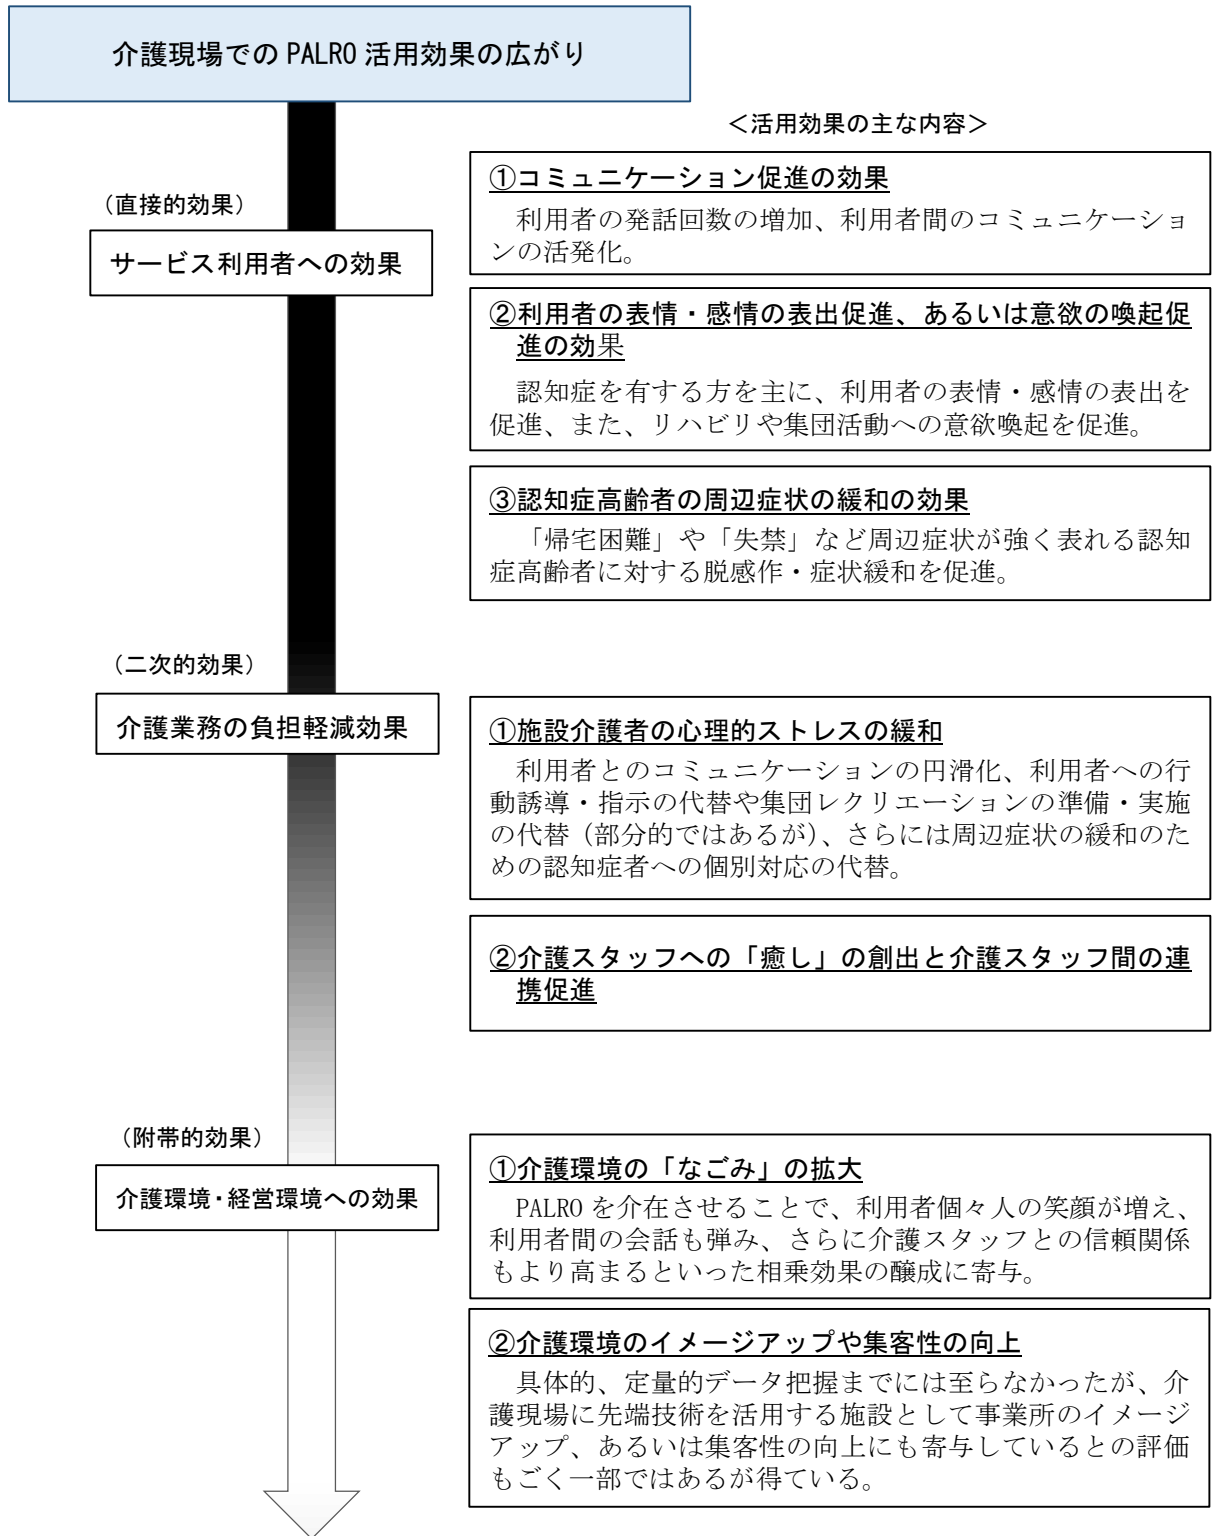 介護現場での PALRO 活用効果の広がり
＜活用効果の主な内容＞
（直接的効果）
サービス利用者への効果
①コミュニケーション促進の効果
利用者の発話回数の増加、利用者間のコミュニケーショ
ンの活発化。
②利用者の表情・感情の表出促進、あるいは意欲の喚起促
進の効果
認知症を有する方を主に、利用者の表情・感情の表出を
促進、また、リハビリや集団活動への意欲喚起を促進。
③認知症高齢者の周辺症状の緩和の効果
「帰宅困難」や「失禁」など周辺症状が強く表れる認知
症高齢者に対する脱感作・症状緩和を促進。
（二次的効果）
介護業務の負担軽減効果
①施設介護者の心理的ストレスの緩和
利用者とのコミュニケーションの円滑化、利用者への行
動誘導・指示の代替や集団レクリエーションの準備・実施
の代替（部分的ではあるが）、さらには周辺症状の緩和のた
めの認知症者への個別対応の代替。
②介護スタッフへの「癒し」の創出と介護スタッフ間の連
携促進
（附帯的効果）
介護環境・経営環境への効果
①介護環境の「なごみ」の拡大
PALRO を介在させることで、利用者個々人の笑顔が増え、
利用者間の会話も弾み、さらに介護スタッフとの信頼関係
もより高まるといった相乗効果の醸成に寄与。
②介護環境のイメージアップや集客性の向上
具体的、定量的データ把握までには至らなかったが、介
護現場に先端技術を活用する施設として事業所のイメージ
アップ、あるいは集客性の向上にも寄与しているとの評価
もごく一部ではあるが得ている。